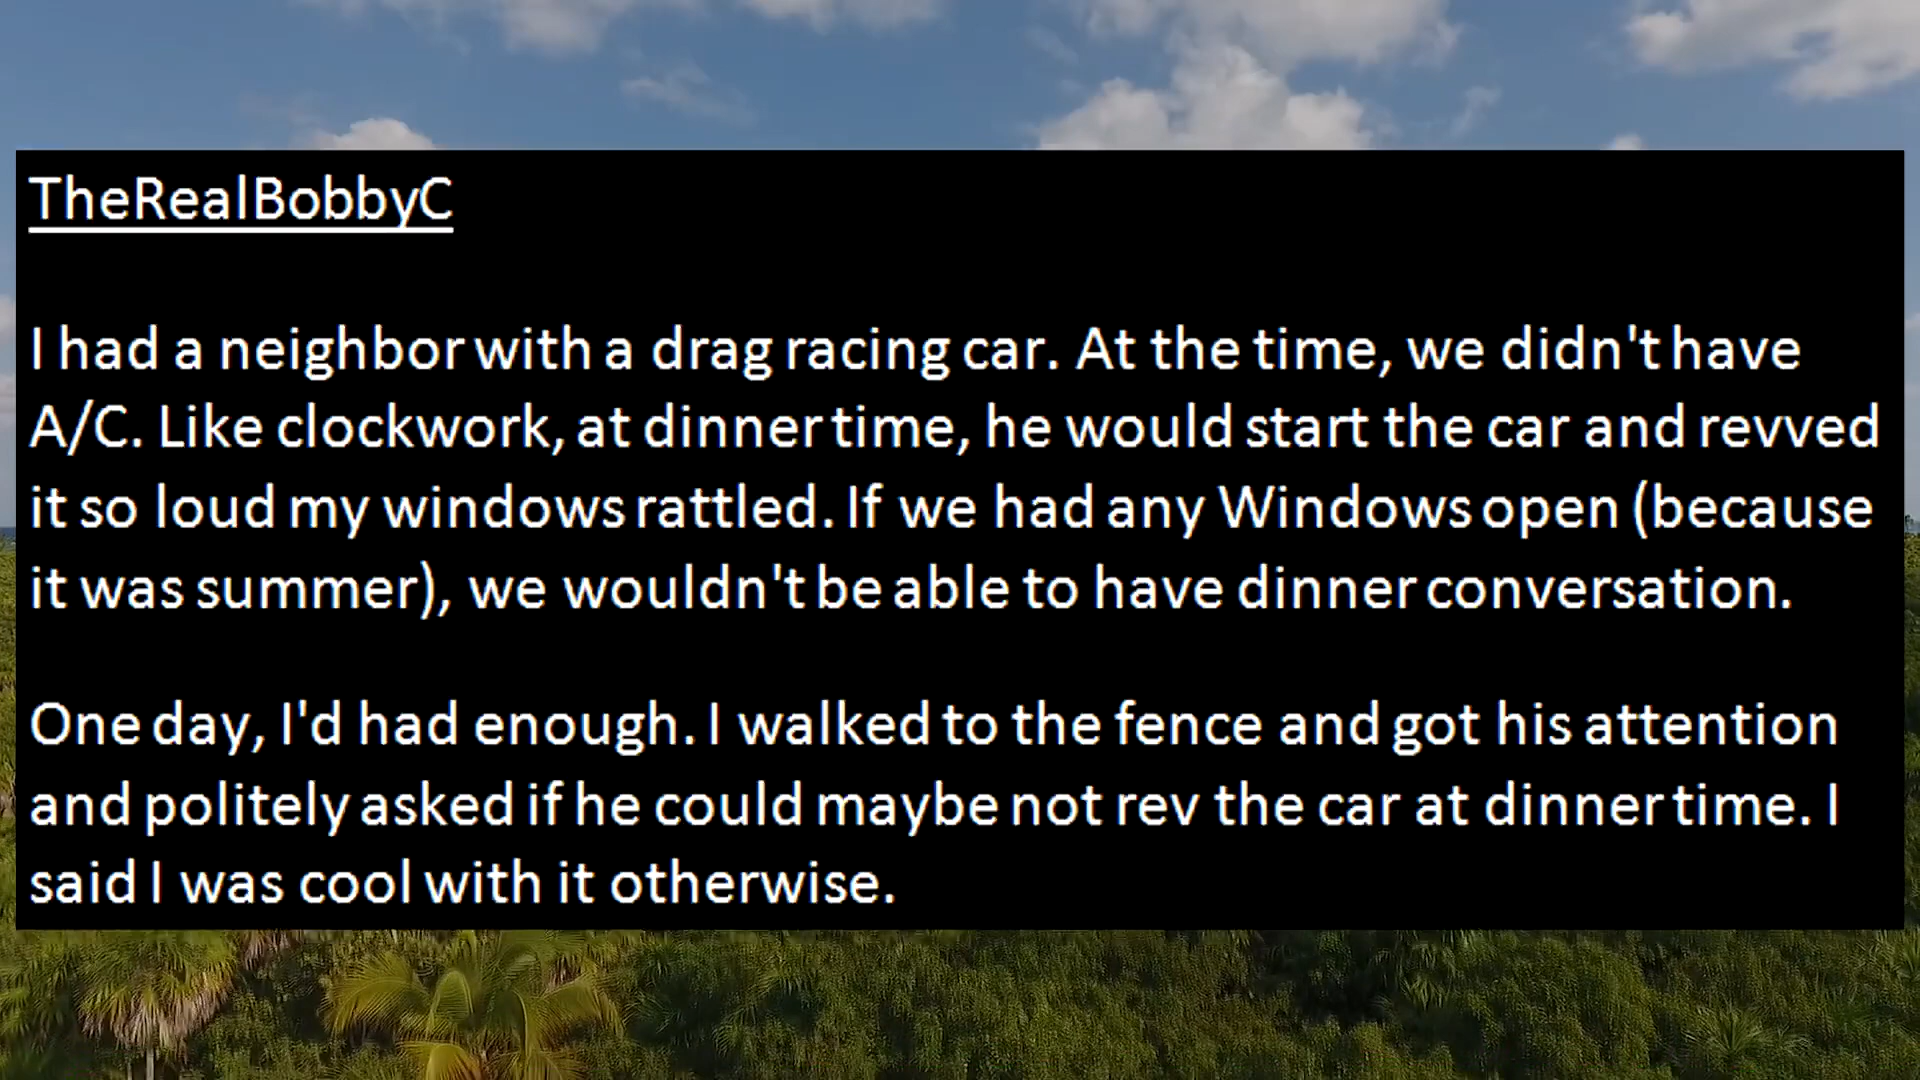 TheRealBobbyC
I had a neighbor with a drag racing car. At the time, we didn't have
A/C. Like clockwork, at dinner time, he would start the car and revved
it so loud my windows rattled. If we had any Windows open (because
it was summer), we wouldn't be able to have dinner conversation.
One day, I'd had enough. I walked to the fence and got his attention
and politely asked if he could maybe not rev the car at dinner time. I
said I was cool with it otherwise.